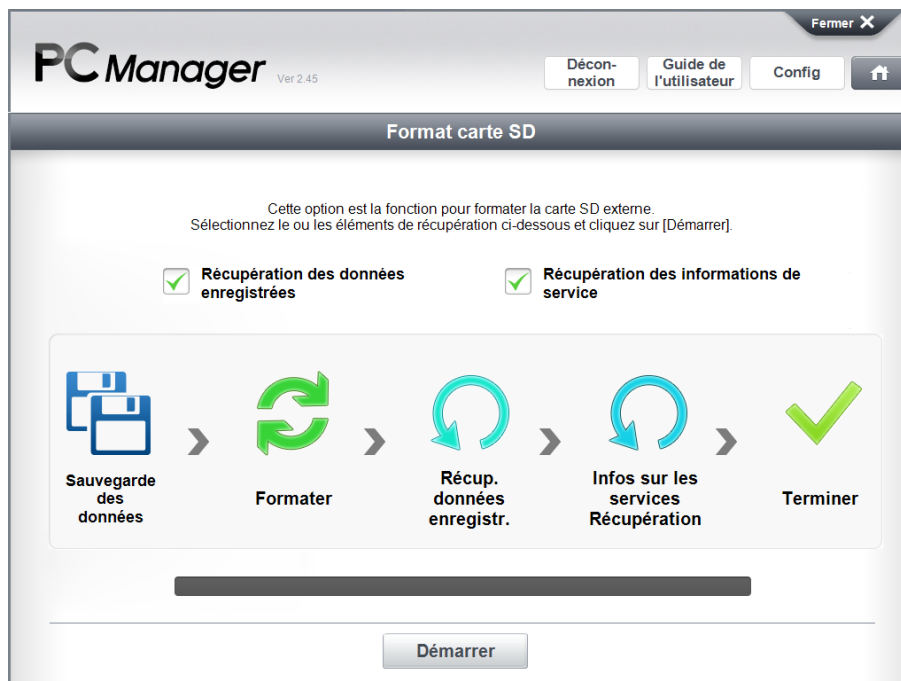 Fermer X
PC Manager Ver 2.45
Décon-
nexion
Guide de
l'utilisateur
Config
Format carte SD
Cette option est la fonction pour formater la carte SD externe.
Sélectionnez le ou les éléments de récupération ci-dessous et cliquez sur [Démarrer].
Récupération des données
enregistrées
Récupération des informations de
service
Sauvegarde
des
données
Formater
Récup.
données
enregistr.
Infos sur les
services
Récupération
Terminer
Démarrer